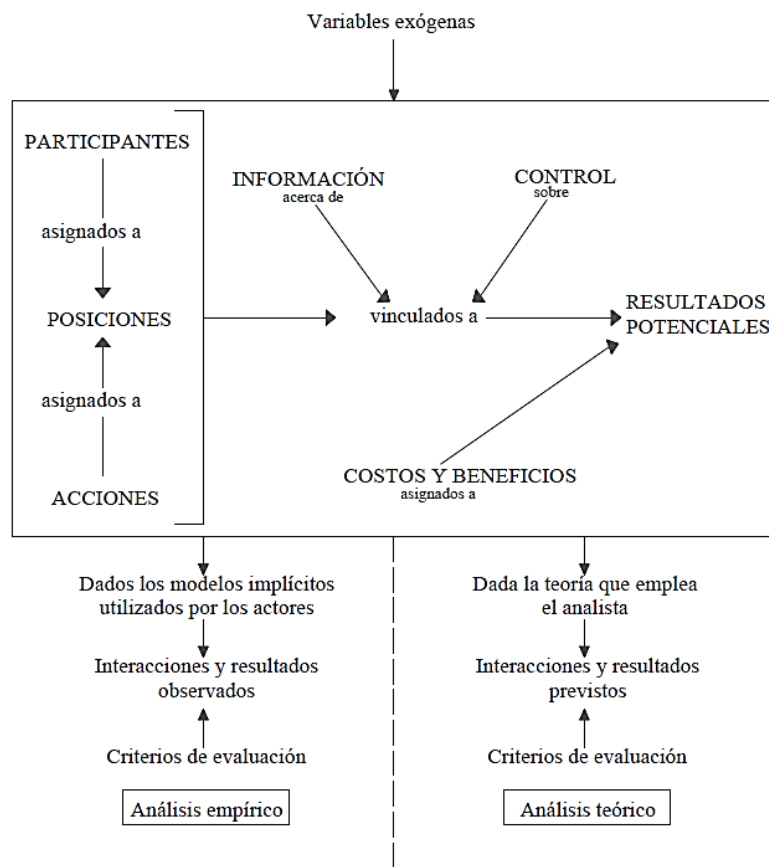 Variables exógenas
PARTICIPANTES
asignados a
POSICIONES
asignados a
ACCIONES
INFORMACIÓN
acerca de
CONTROL
sobre
vinculados a
RESULTADOS
POTENCIALES
COSTOS Y BENEFICIOS
asignados a
Dados los modelos implícitos
utilizados por los actores
Interacciones y resultados
observados
Criterios de evaluación
Análisis empírico
Dada la teoría que emplea
el analista
Interacciones y resultados
previstos
Criterios de evaluación
Análisis teórico